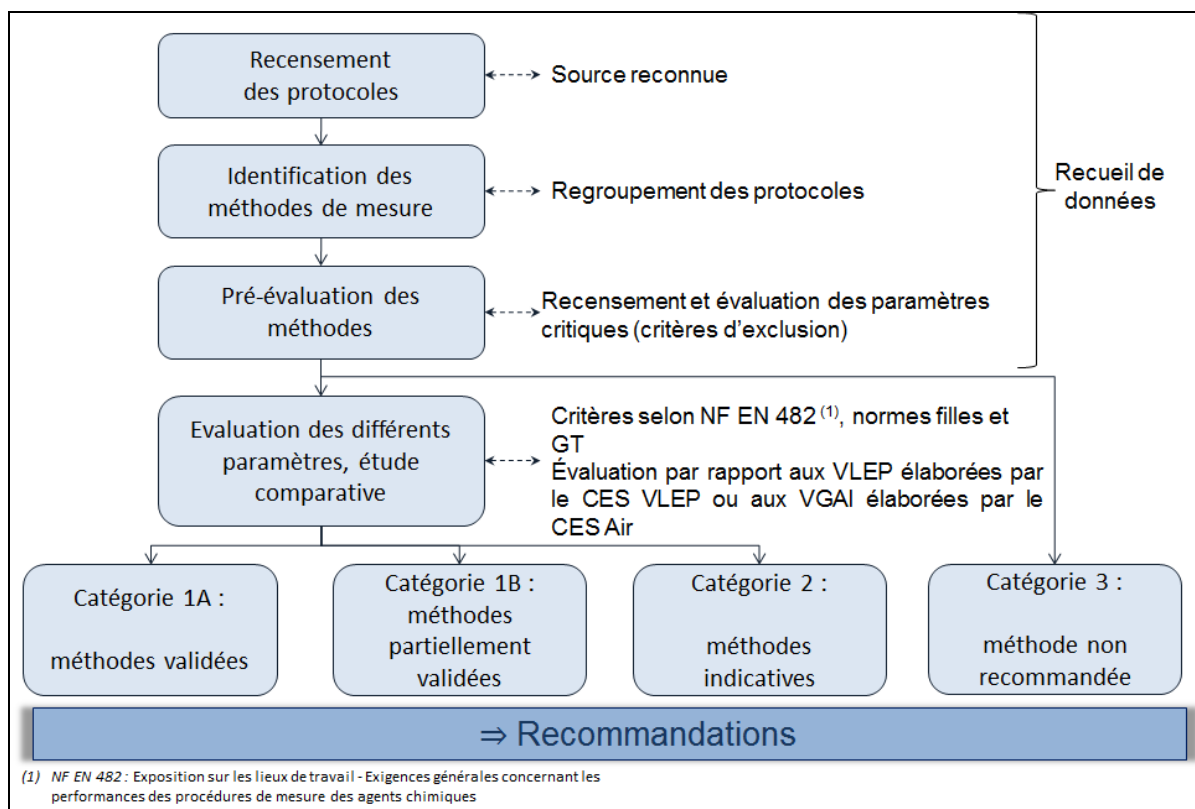 Recensement
des protocoles
Source reconnue
Identification des
méthodes de mesure
Regroupement des protocoles
Recueil de
données
Pré-évaluation des
méthodes
Recensement et évaluation des paramètres
critiques (critères d'exclusion)
Evaluation des différents
paramètres, étude
comparative
Critères selon NF EN 482 (1), normes filles et
GT
Évaluation par rapport aux VLEP élaborées par
le CES VLEP ou aux VGAI élaborées par le
CES Air
Catégorie 1A :
méthodes validées
Catégorie 1B :
méthodes
partiellement
validées
Catégorie 2 :
méthodes
indicatives
Catégorie 3 :
méthode non
recommandée
⇒ Recommandations
(1) NF EN 482 : Exposition sur les lieux de travail - Exigences générales concernant les
performances des procédures de mesure des agents chimiques